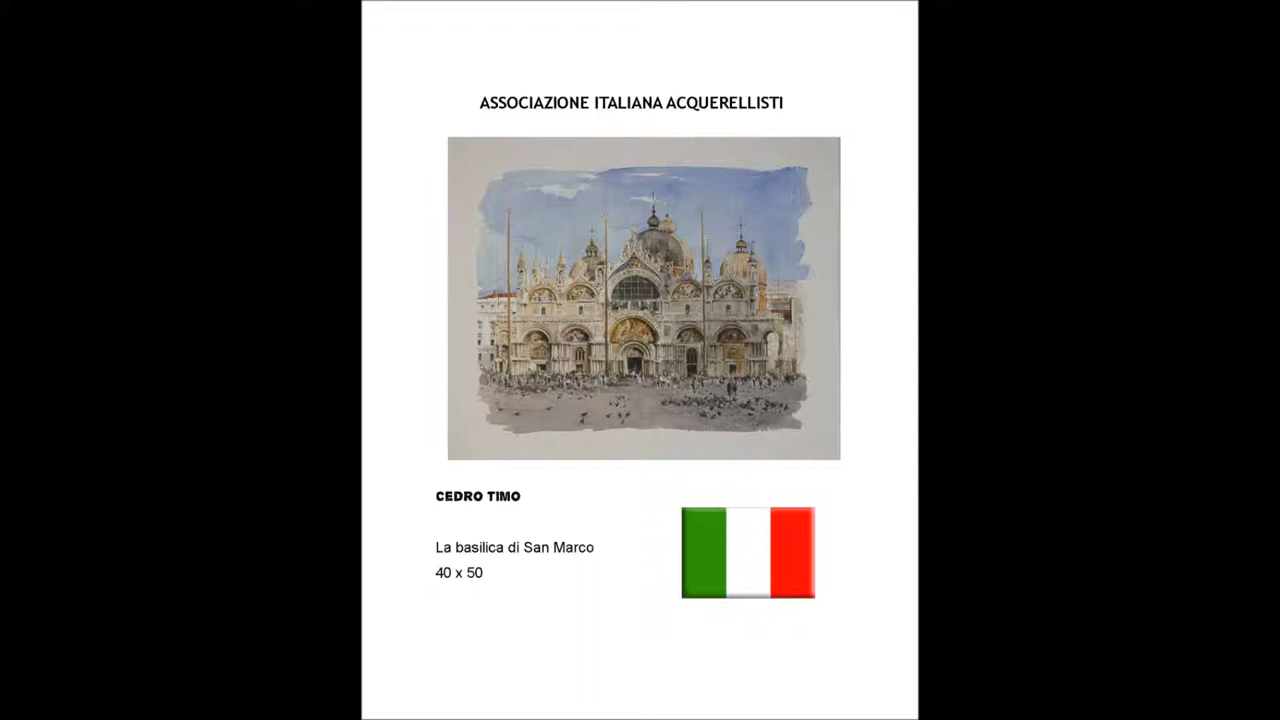 ASSOCIAZIONE ITALIANA ACQUERELLISTI
CEDRO TIMO
La basilica di San Marco
40 x 50